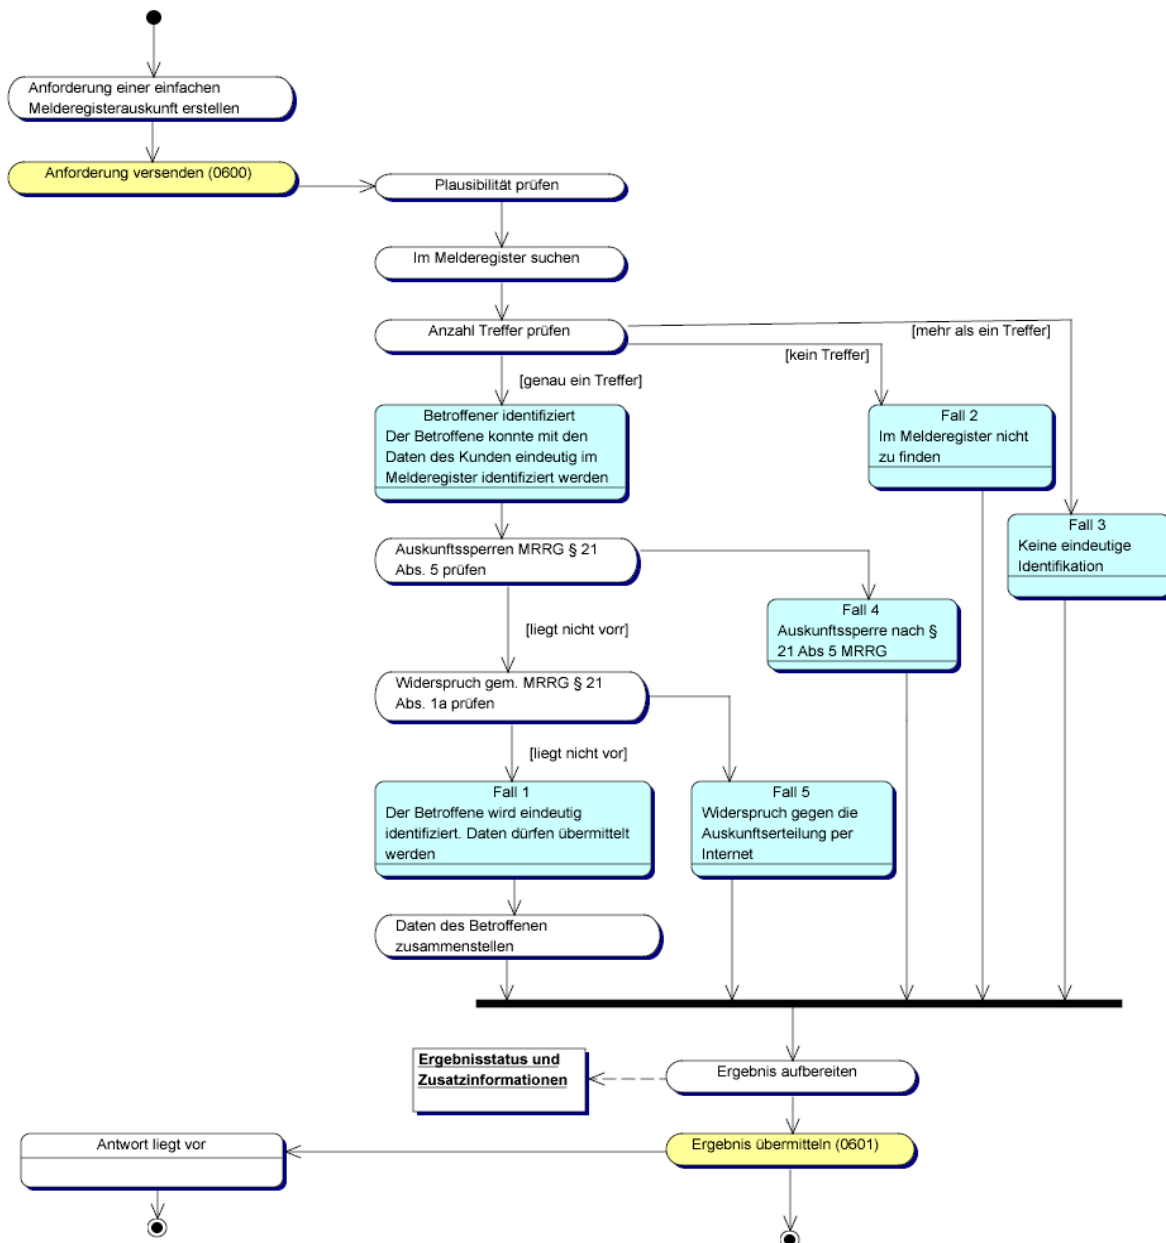 Anforderung einer einfachen
Melderegisterauskunft erstellen
Anforderung versenden (0600)
Plausibilität prüfen
Im Melderegister suchen
Anzahl Treffer prüfen
[mehr als ein Treffer]
[kein Treffer]
[genau ein Treffer]
Betroffener identifiziert
Der Betroffene konnte mit den
Daten des Kunden eindeutig im
Melderegister identifiziert werden
Fall 2
Im Melderegister nicht
zu finden
Fall 3
Keine eindeutige
Identifikation
Auskunftssperren MRRG § 21
Abs. 5 prüfen
Fall 4
Auskunftssperre nach §
21 Abs 5 MRRG
[liegt nicht vorr]
Widerspruch gem. MRRG § 21
Abs. 1a prüfen
[liegt nicht vor]
Fall 1
Der Betroffene wird eindeutig
identifiziert. Daten dürfen übermittelt
werden
Fall 5
Widerspruch gegen die
Auskunftserteilung per
Internet
Daten des Betroffenen
zusammenstellen
Ergebnisstatus und
Zusatzinformationen
Ergebnis aufbereiten
Antwort liegt vor
Ergebnis übermitteln (0601)